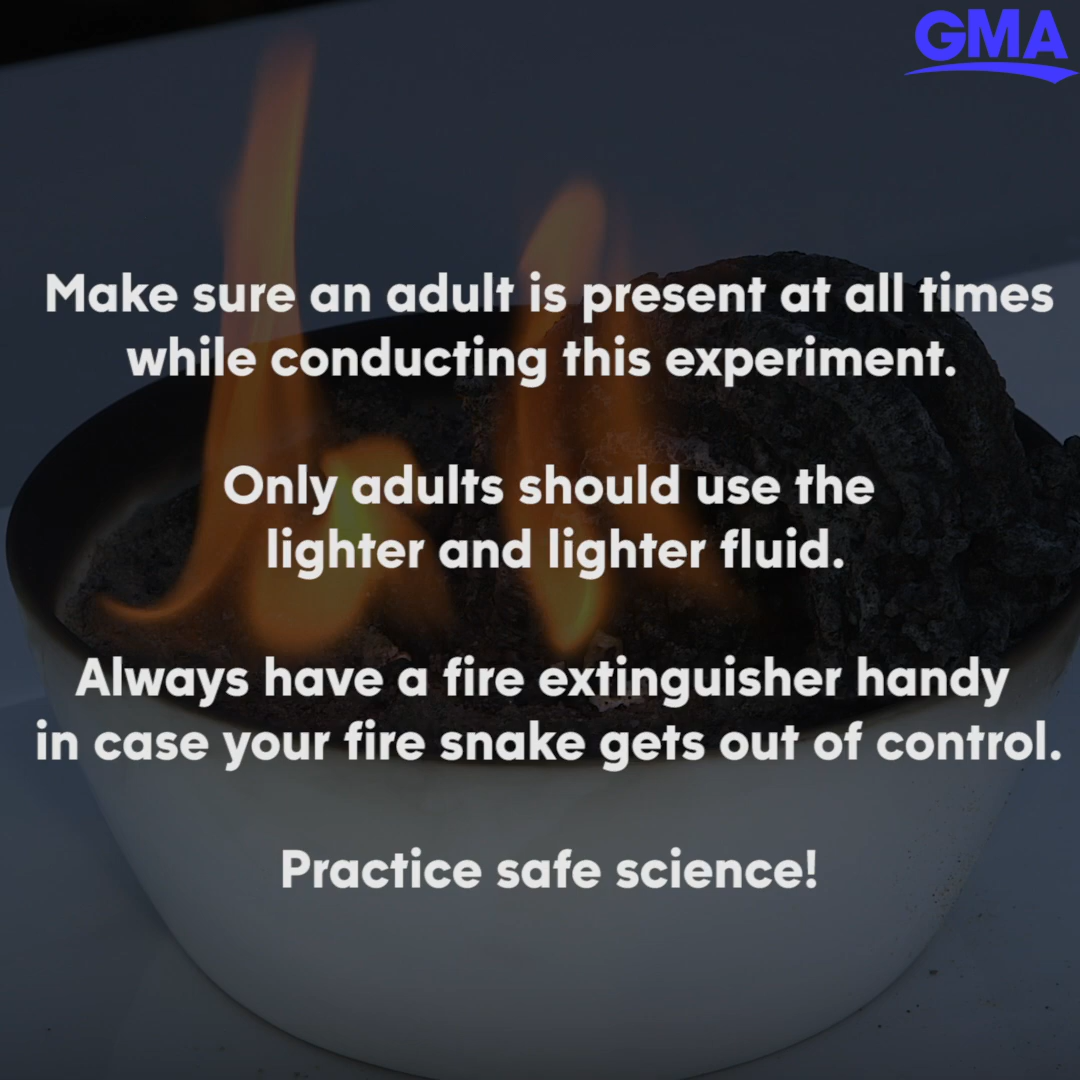 GMA
Make sure an adult is present at all times
while conducting this experiment.
Only adults should use the
lighter and lighter fluid.
Always have a fire extinguisher handy
in case your fire snake gets out of control.
Practice safe science!